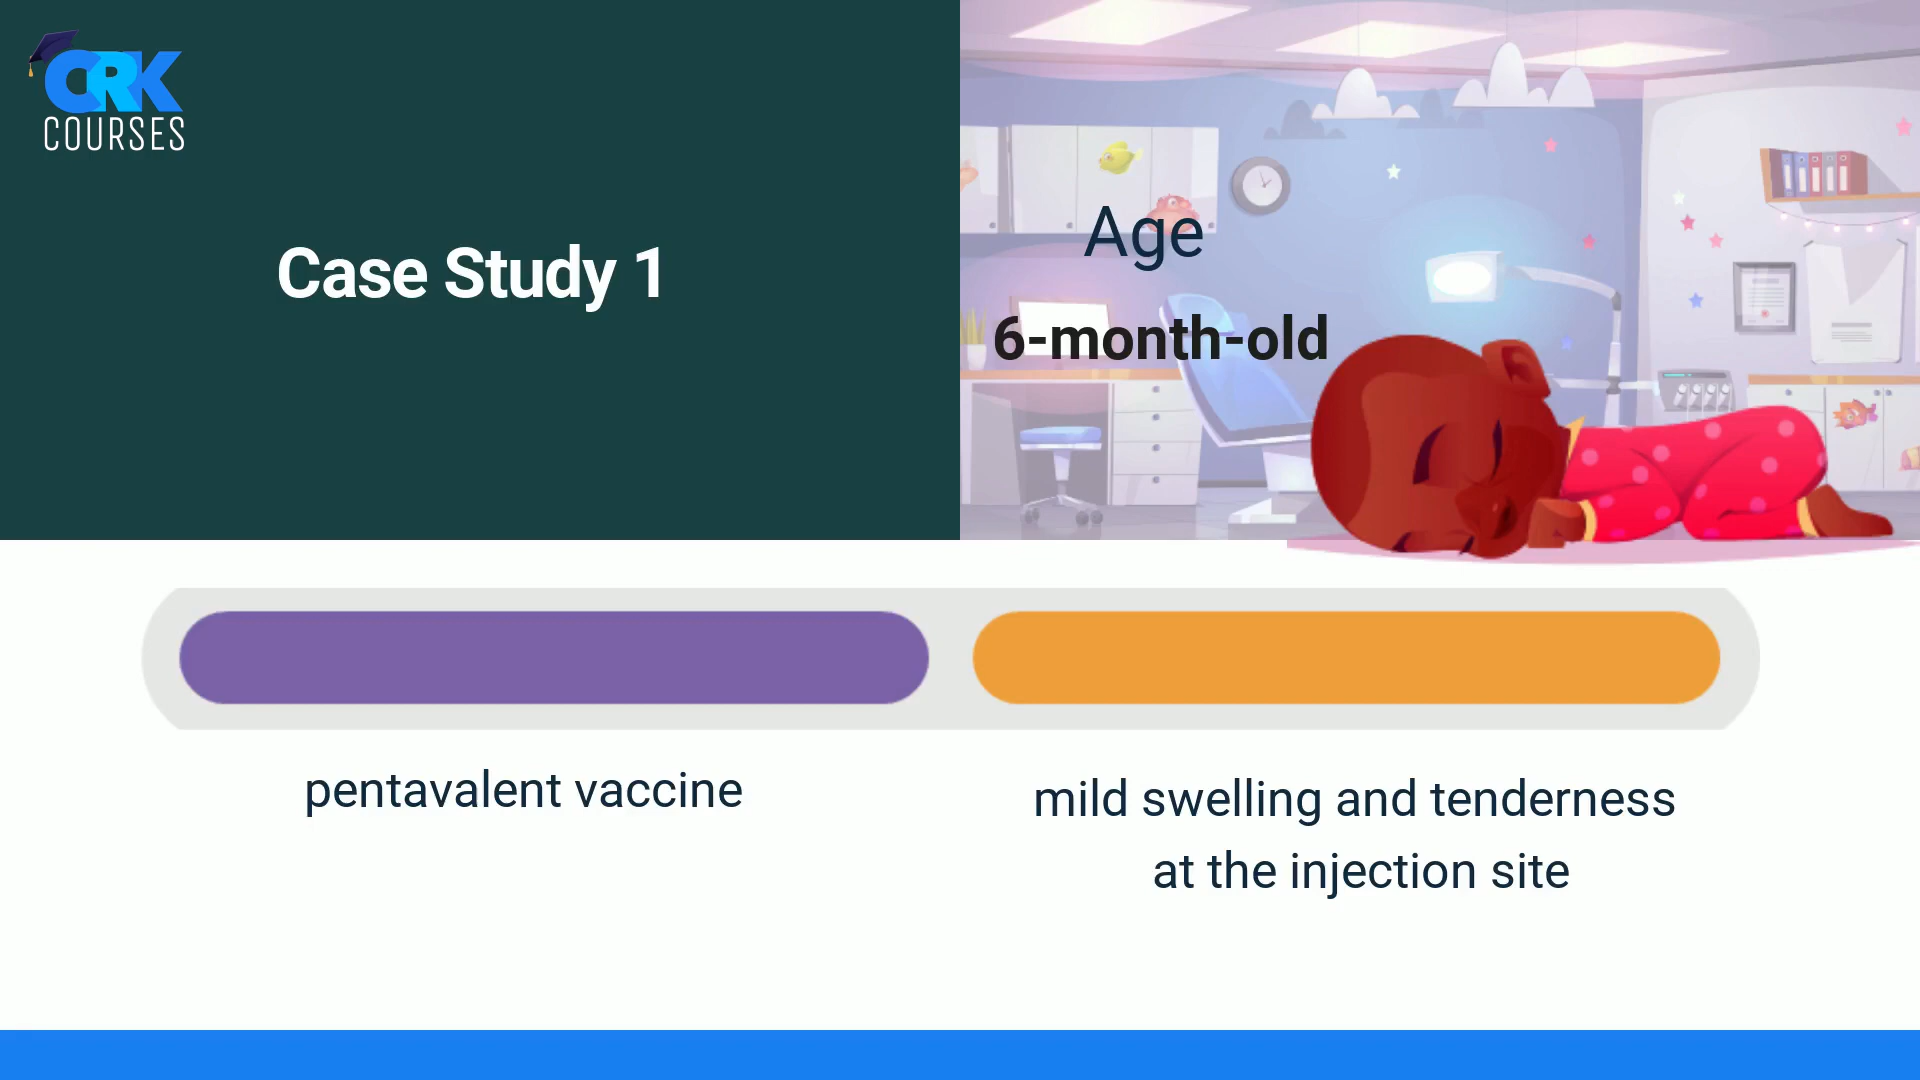 CRK
COURSES
Case Study 1
Age
6-month-old
pentavalent vaccine
mild swelling and tenderness
at the injection site